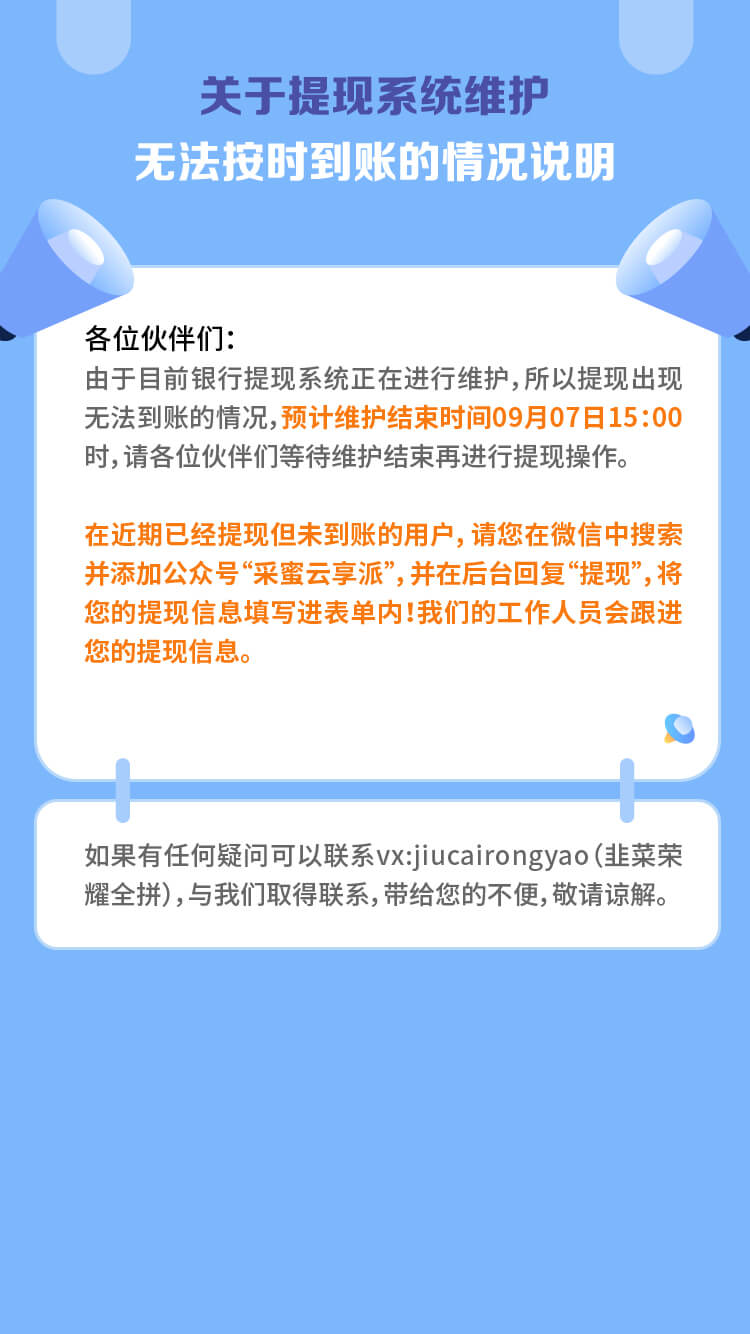 关于提现系统维护
无法按时到账的情况说明
各位伙伴们：
由于目前银行提现系统正在进行维护，所以提现出现
无法到账的情况，预计维护结束时间09月07日15：00
时，请各位伙伴们等待维护结束再进行提现操作。
在近期已经提现但未到账的用户，请您在微信中搜索
并添加公众号“采蜜云享派”，并在后台回复“提现”，将
您的提现信息填写进表单内！我们的工作人员会跟进
您的提现信息。
如果有任何疑问可以联系vx:jiucairongyao（韭菜荣
耀全拼），与我们取得联系，带给您的不便，敬请谅解。